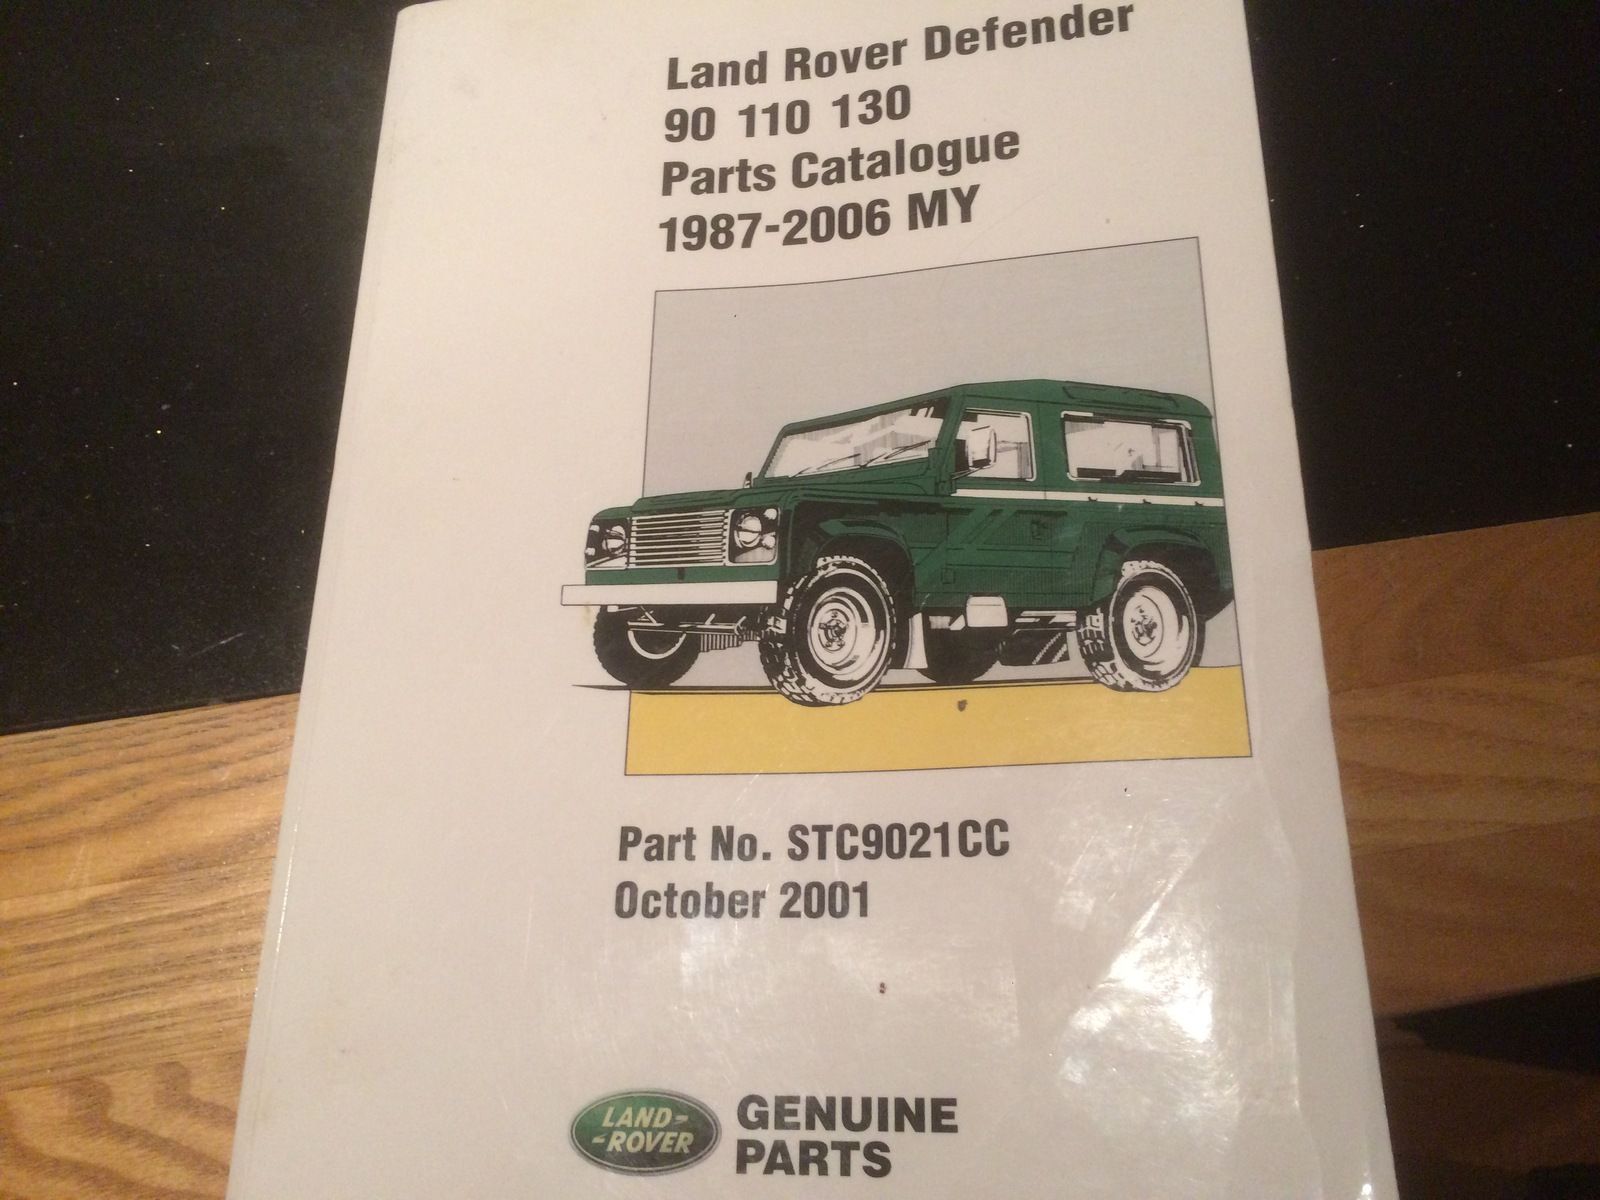 Land Rover Defender
90 110 130
Parts Catalogue
1987-2006 MY
Part No. STC9021CC
October 2001
LAND-
-ROVER
GENUINE
PARTS